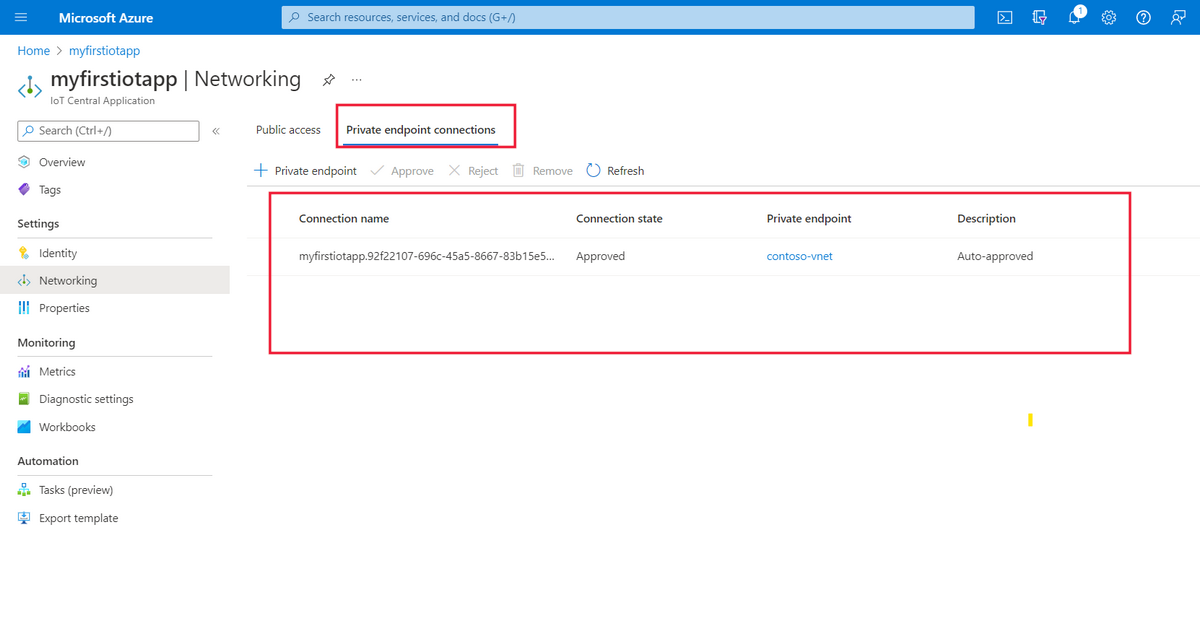 Microsoft Azure
Search resources, services, and docs (G+/)
1
Home > myfirstiotapp
myfirstiotapp | Networking
IoT Central Application
Search (Ctrl+/)
«
Overview
Tags
Settings
Identity
Networking
Properties
Monitoring
Metrics
Diagnostic settings
Workbooks
Automation
Tasks (preview)
Export template
Public access Private endpoint connections
Private endpoint Approve Reject Remove Refresh
Connection name Connection state Private endpoint Description
myfirstiotapp.92f22107-696c-45a5-8667-83b15e5... Approved contoso-vnet Auto-approved